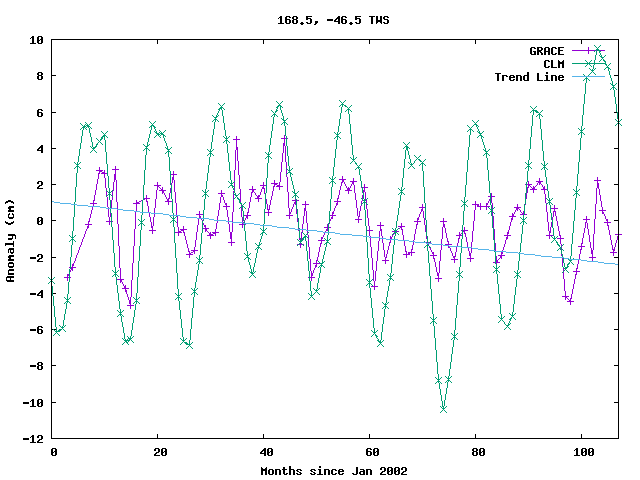 168.5, -46.5 TWS
GRACE
CLM
Trend Line
Anomaly (cm)
10
8
6
4
2
0
-2
-4
-6
-8
-10
-12
0 20 40 60 80 100
Months since Jan 2002